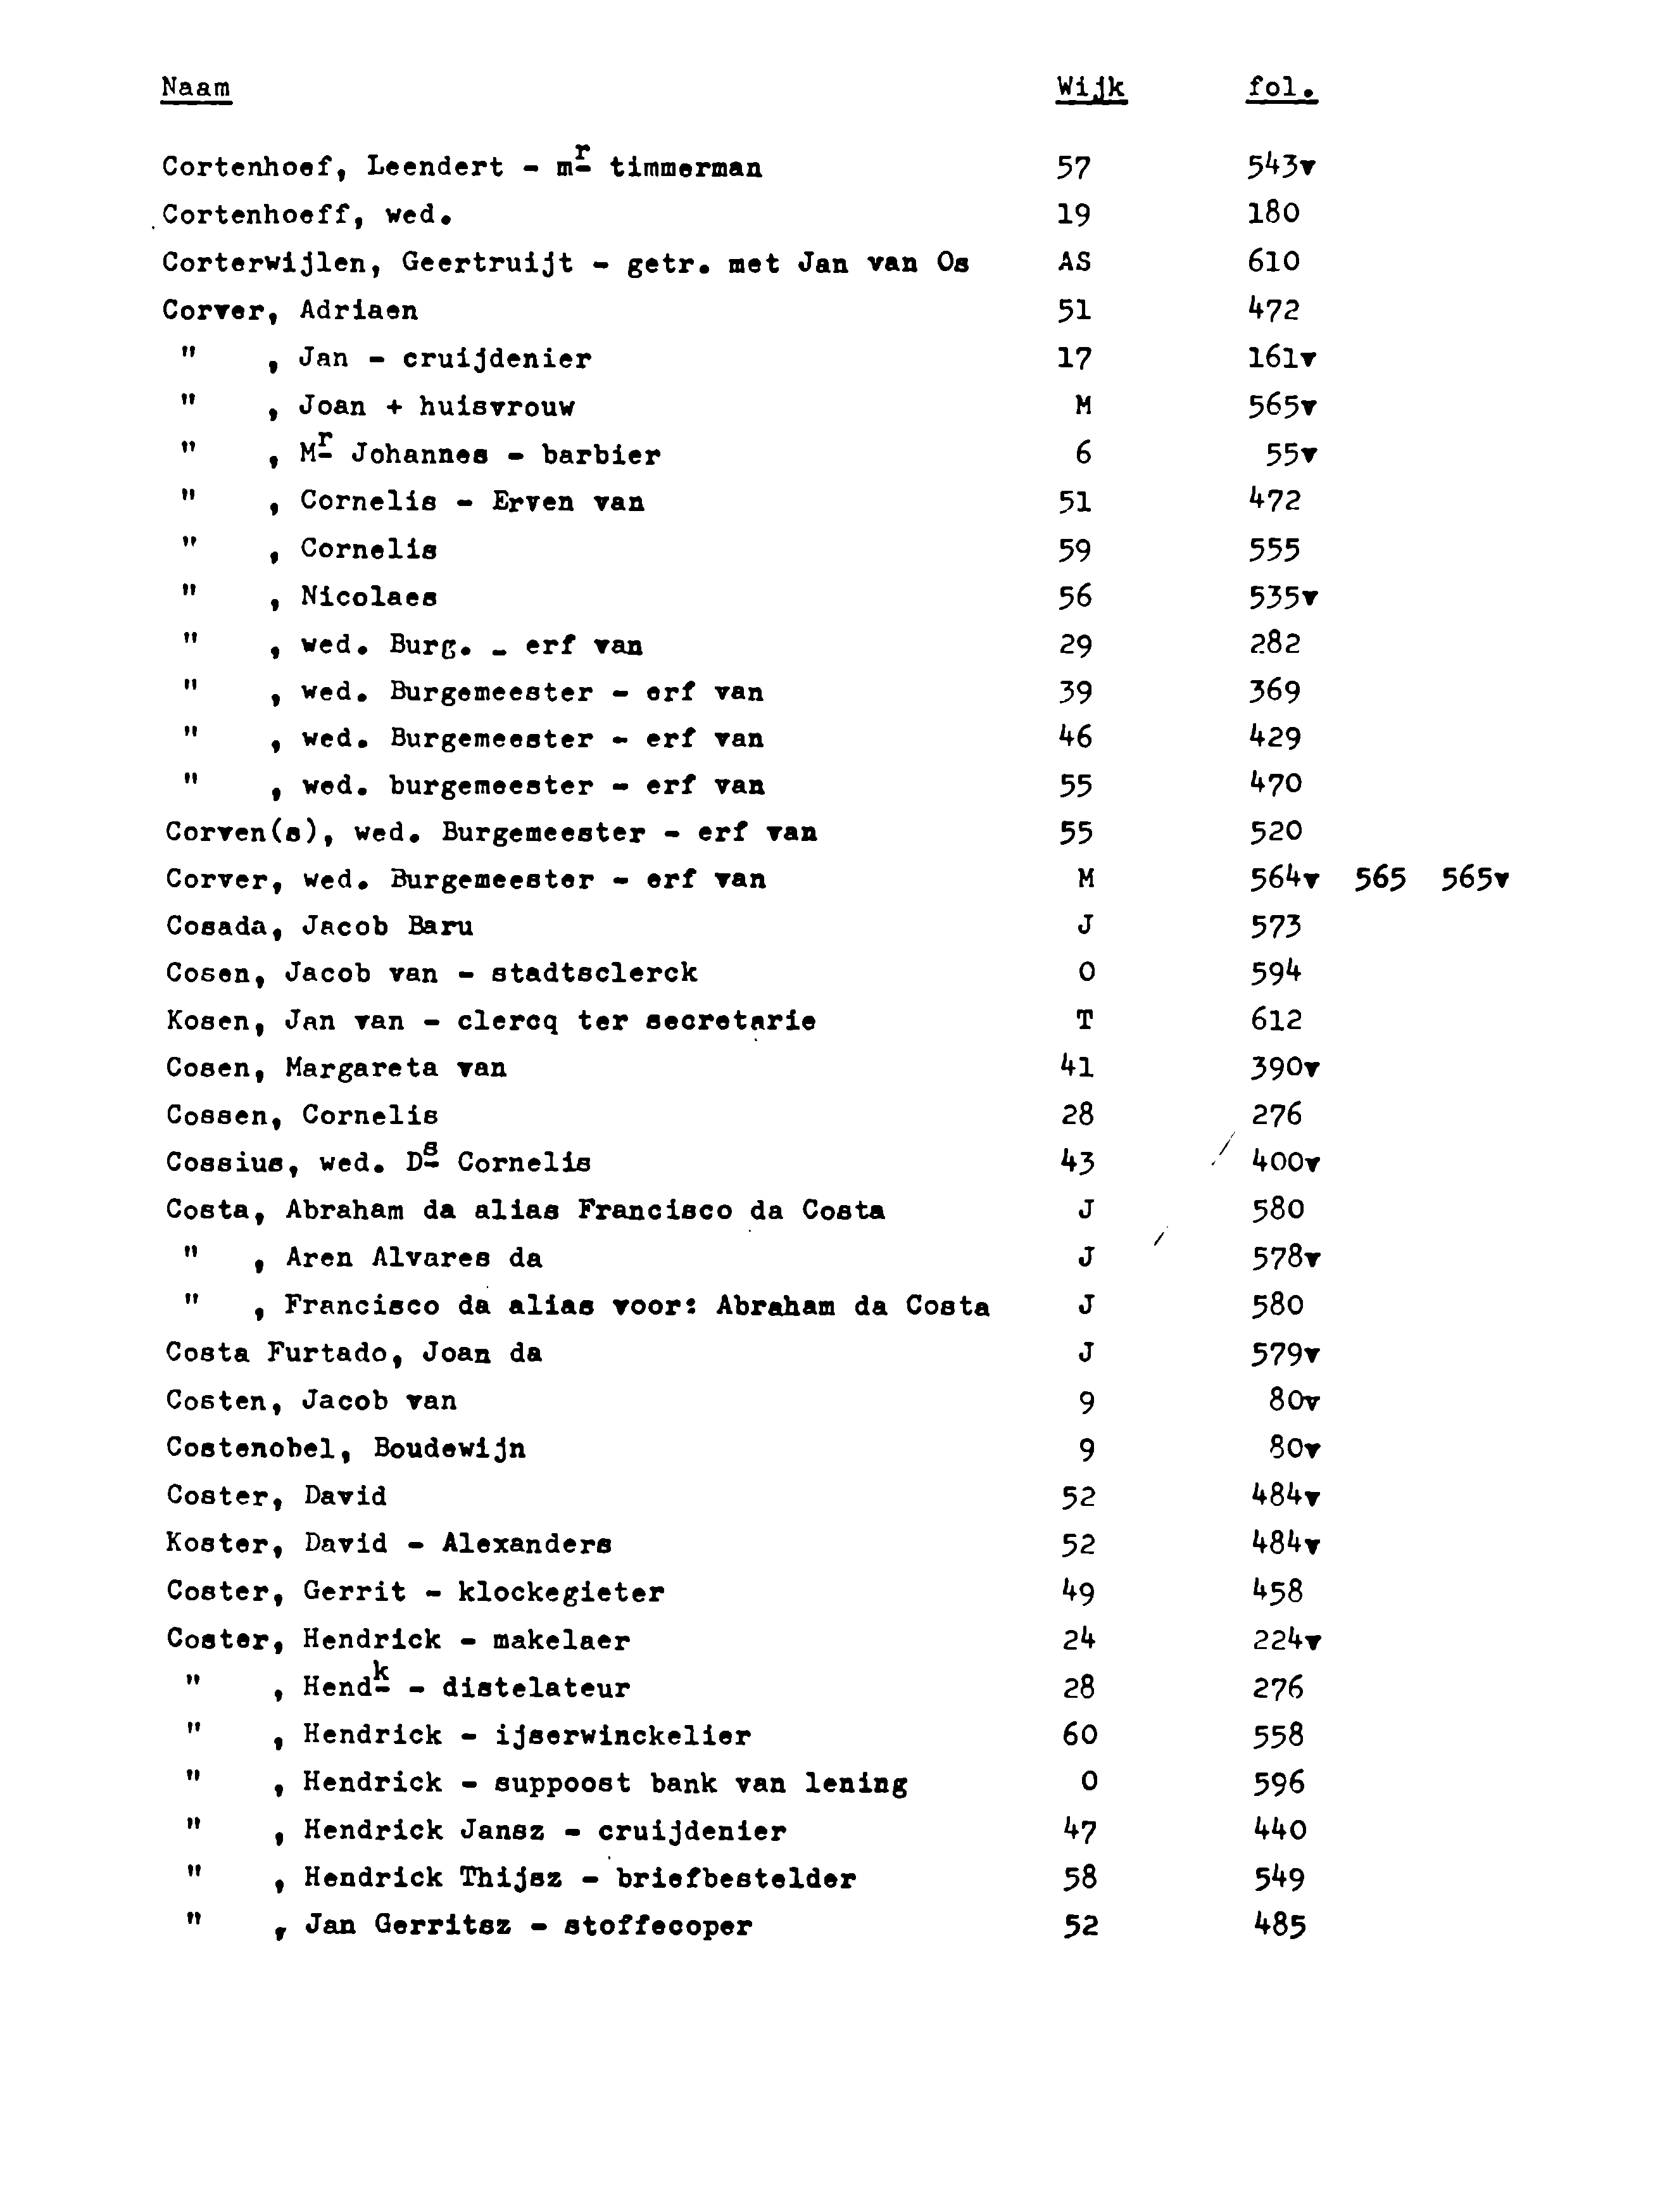 Naam Wijk fol.
Cortenhoef, Leendert - mr timmerman 57 543v
Cortenhoeff, wed. 19 180
Corterwijlen, Geertruijt - getr. met Jan van Os AS 610
Corver, Adriaen 51 472
" , Jan - cruijdenier 17 161v
" , Joan + huisvrouw M 565v
" , Mr Johannes - barbier 6 55v
" , Cornelis - Erven van 51 472
" , Cornelis 59 555
" , Nicolaes 56 535v
" , wed. Burg. - erf van 29 282
" , wed. Burgemeester - erf van 39 369
" , wed. Burgemeester - erf van 46 429
" , wed. burgemeester - erf van 55 470
Corven(s), wed. Burgemeester - erf van 55 520
Corver, wed. Burgemeester - erf van M 564v 565 565v
Cosada, Jacob Baru J 573
Cosen, Jacob van - stadtsclerck O 594
Kosen, Jan van - clercq ter secretarie T 612
Cosen, Margareta van 41 390v
Cossen, Cornelis 28 276
Cossius, wed. Ds Cornelis 43 400v
Costa, Abraham da alias Francisco da Costa J 580
" , Aren Alvares da J 578v
" , Francisco da alias voor: Abraham da Costa J 580
Costa Furtado, Joan da J 579v
Costen, Jacob van 9 80v
Costenobel, Boudewijn 9 80v
Coster, David 52 484v
Koster, David - Alexanders 52 484v
Coster, Gerrit - klockegieter 49 458
Coster, Hendrick - makelaer 24 224v
" , Hendk - distelateur 28 276
" , Hendrick - ijserwinckelier 60 558
" , Hendrick - suppoost bank van lening O 596
" , Hendrick Jansz - cruijdenier 47 440
" , Hendrick Thijsz - briefbestelder 58 549
" , Jan Gerritsz - stoffecoper 52 485